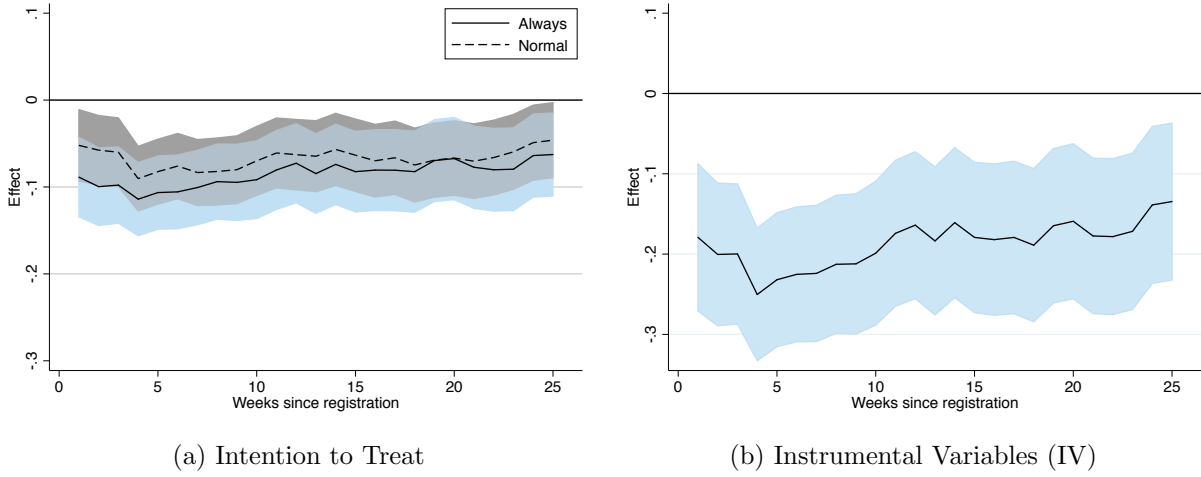 .1
0
-.1
-.2
-.3
Effect
Always
Normal
0 5 10 15 20 25
Weeks since registration
(a) Intention to Treat
.1
0
-.1
-.2
-.3
Effect
0 5 10 15 20 25
Weeks since registration
(b) Instrumental Variables (IV)